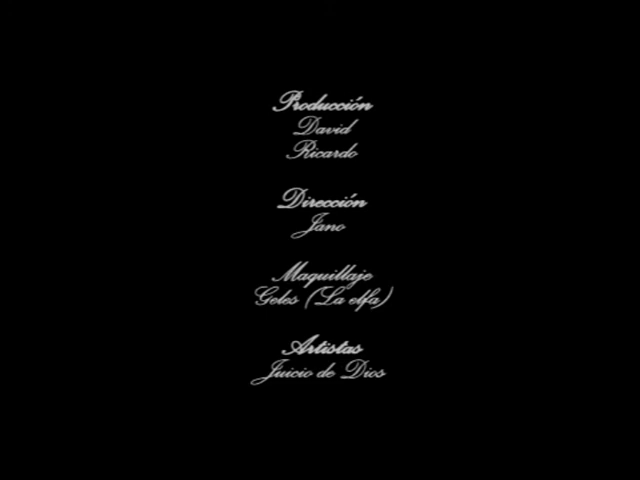 Producción
David
Ricardo
Dirección
Jano
Maquillaje
Geles (La elfa)
Artistas
Juicio de Dios